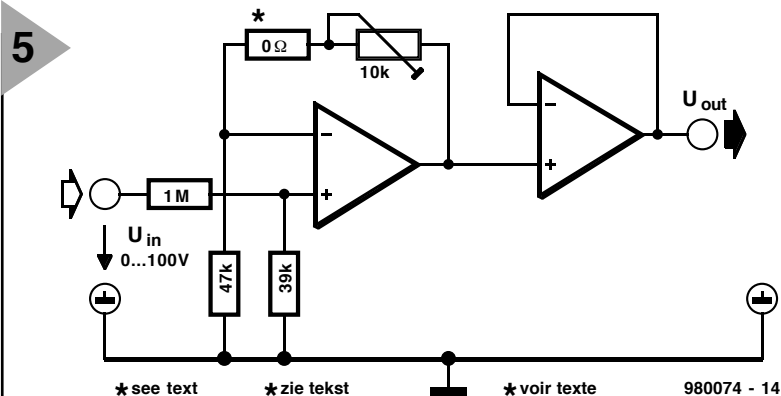 5
*
0Ω
10k
U out
1M
U in
0...100V
47k
39k
* see text
* zie tekst
* voir texte
980074 - 14